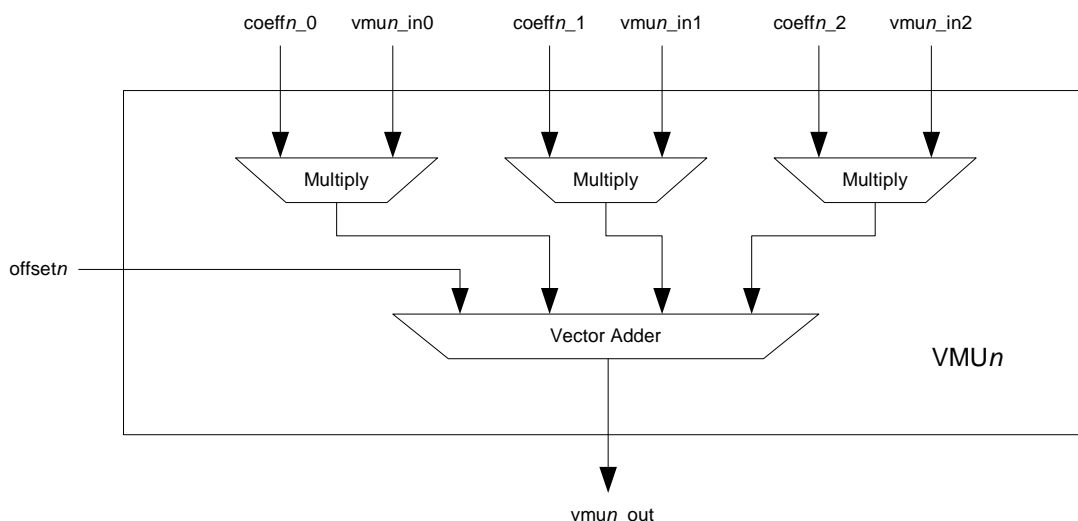 coeffn_0 vmun_in0 coeffn_1 vmun_in1 coeffn_2 vmun_in2
Multiply Multiply Multiply
offsetn
Vector Adder
VMUn
vmun_out